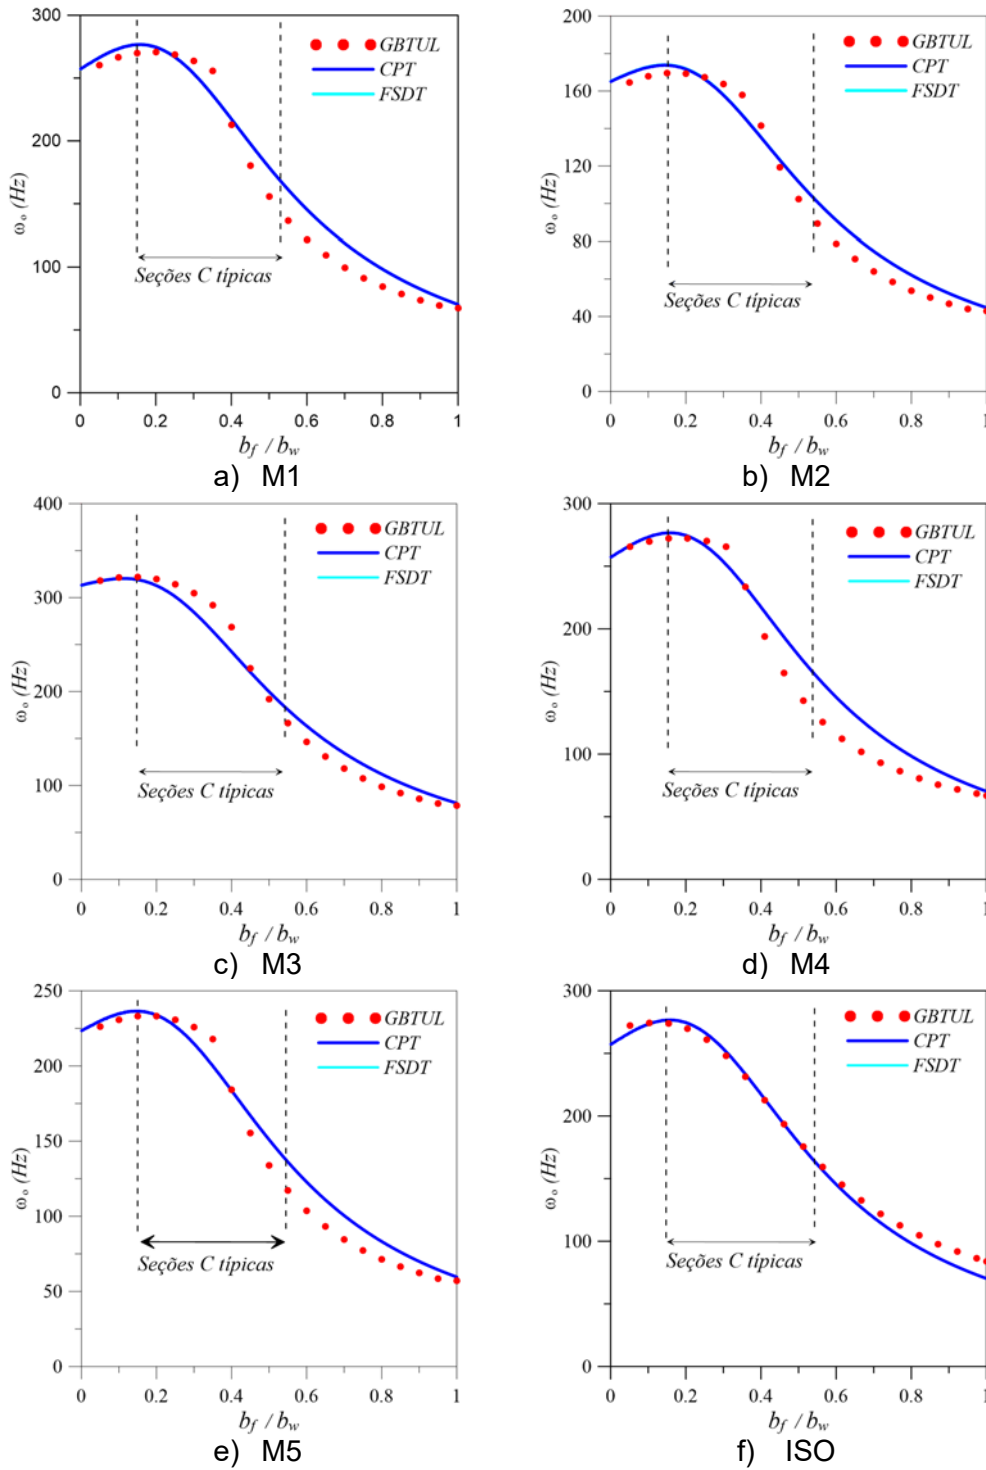 300
200
100
0
0
0.2
0.4
0.6
0.8
1
ω₀ (Hz)
b_f / b_w
GBTUL
CPT
FSDT
Seções C típicas
a) M1
200
160
120
80
40
0
0
0.2
0.4
0.6
0.8
1
ω₀ (Hz)
b_f / b_w
GBTUL
CPT
FSDT
Seções C típicas
b) M2
400
300
200
100
0
0
0.2
0.4
0.6
0.8
1
ω₀ (Hz)
b_f / b_w
GBTUL
CPT
FSDT
Seções C típicas
c) M3
300
200
100
0
0
0.2
0.4
0.6
0.8
1
ω₀ (Hz)
b_f / b_w
GBTUL
CPT
FSDT
Seções C típicas
d) M4
250
200
150
100
50
0
0
0.2
0.4
0.6
0.8
1
ω₀ (Hz)
b_f / b_w
GBTUL
CPT
FSDT
Seções C típicas
e) M5
300
200
100
0
0
0.2
0.4
0.6
0.8
1
ω₀ (Hz)
b_f / b_w
GBTUL
CPT
FSDT
Seções C típicas
f) ISO